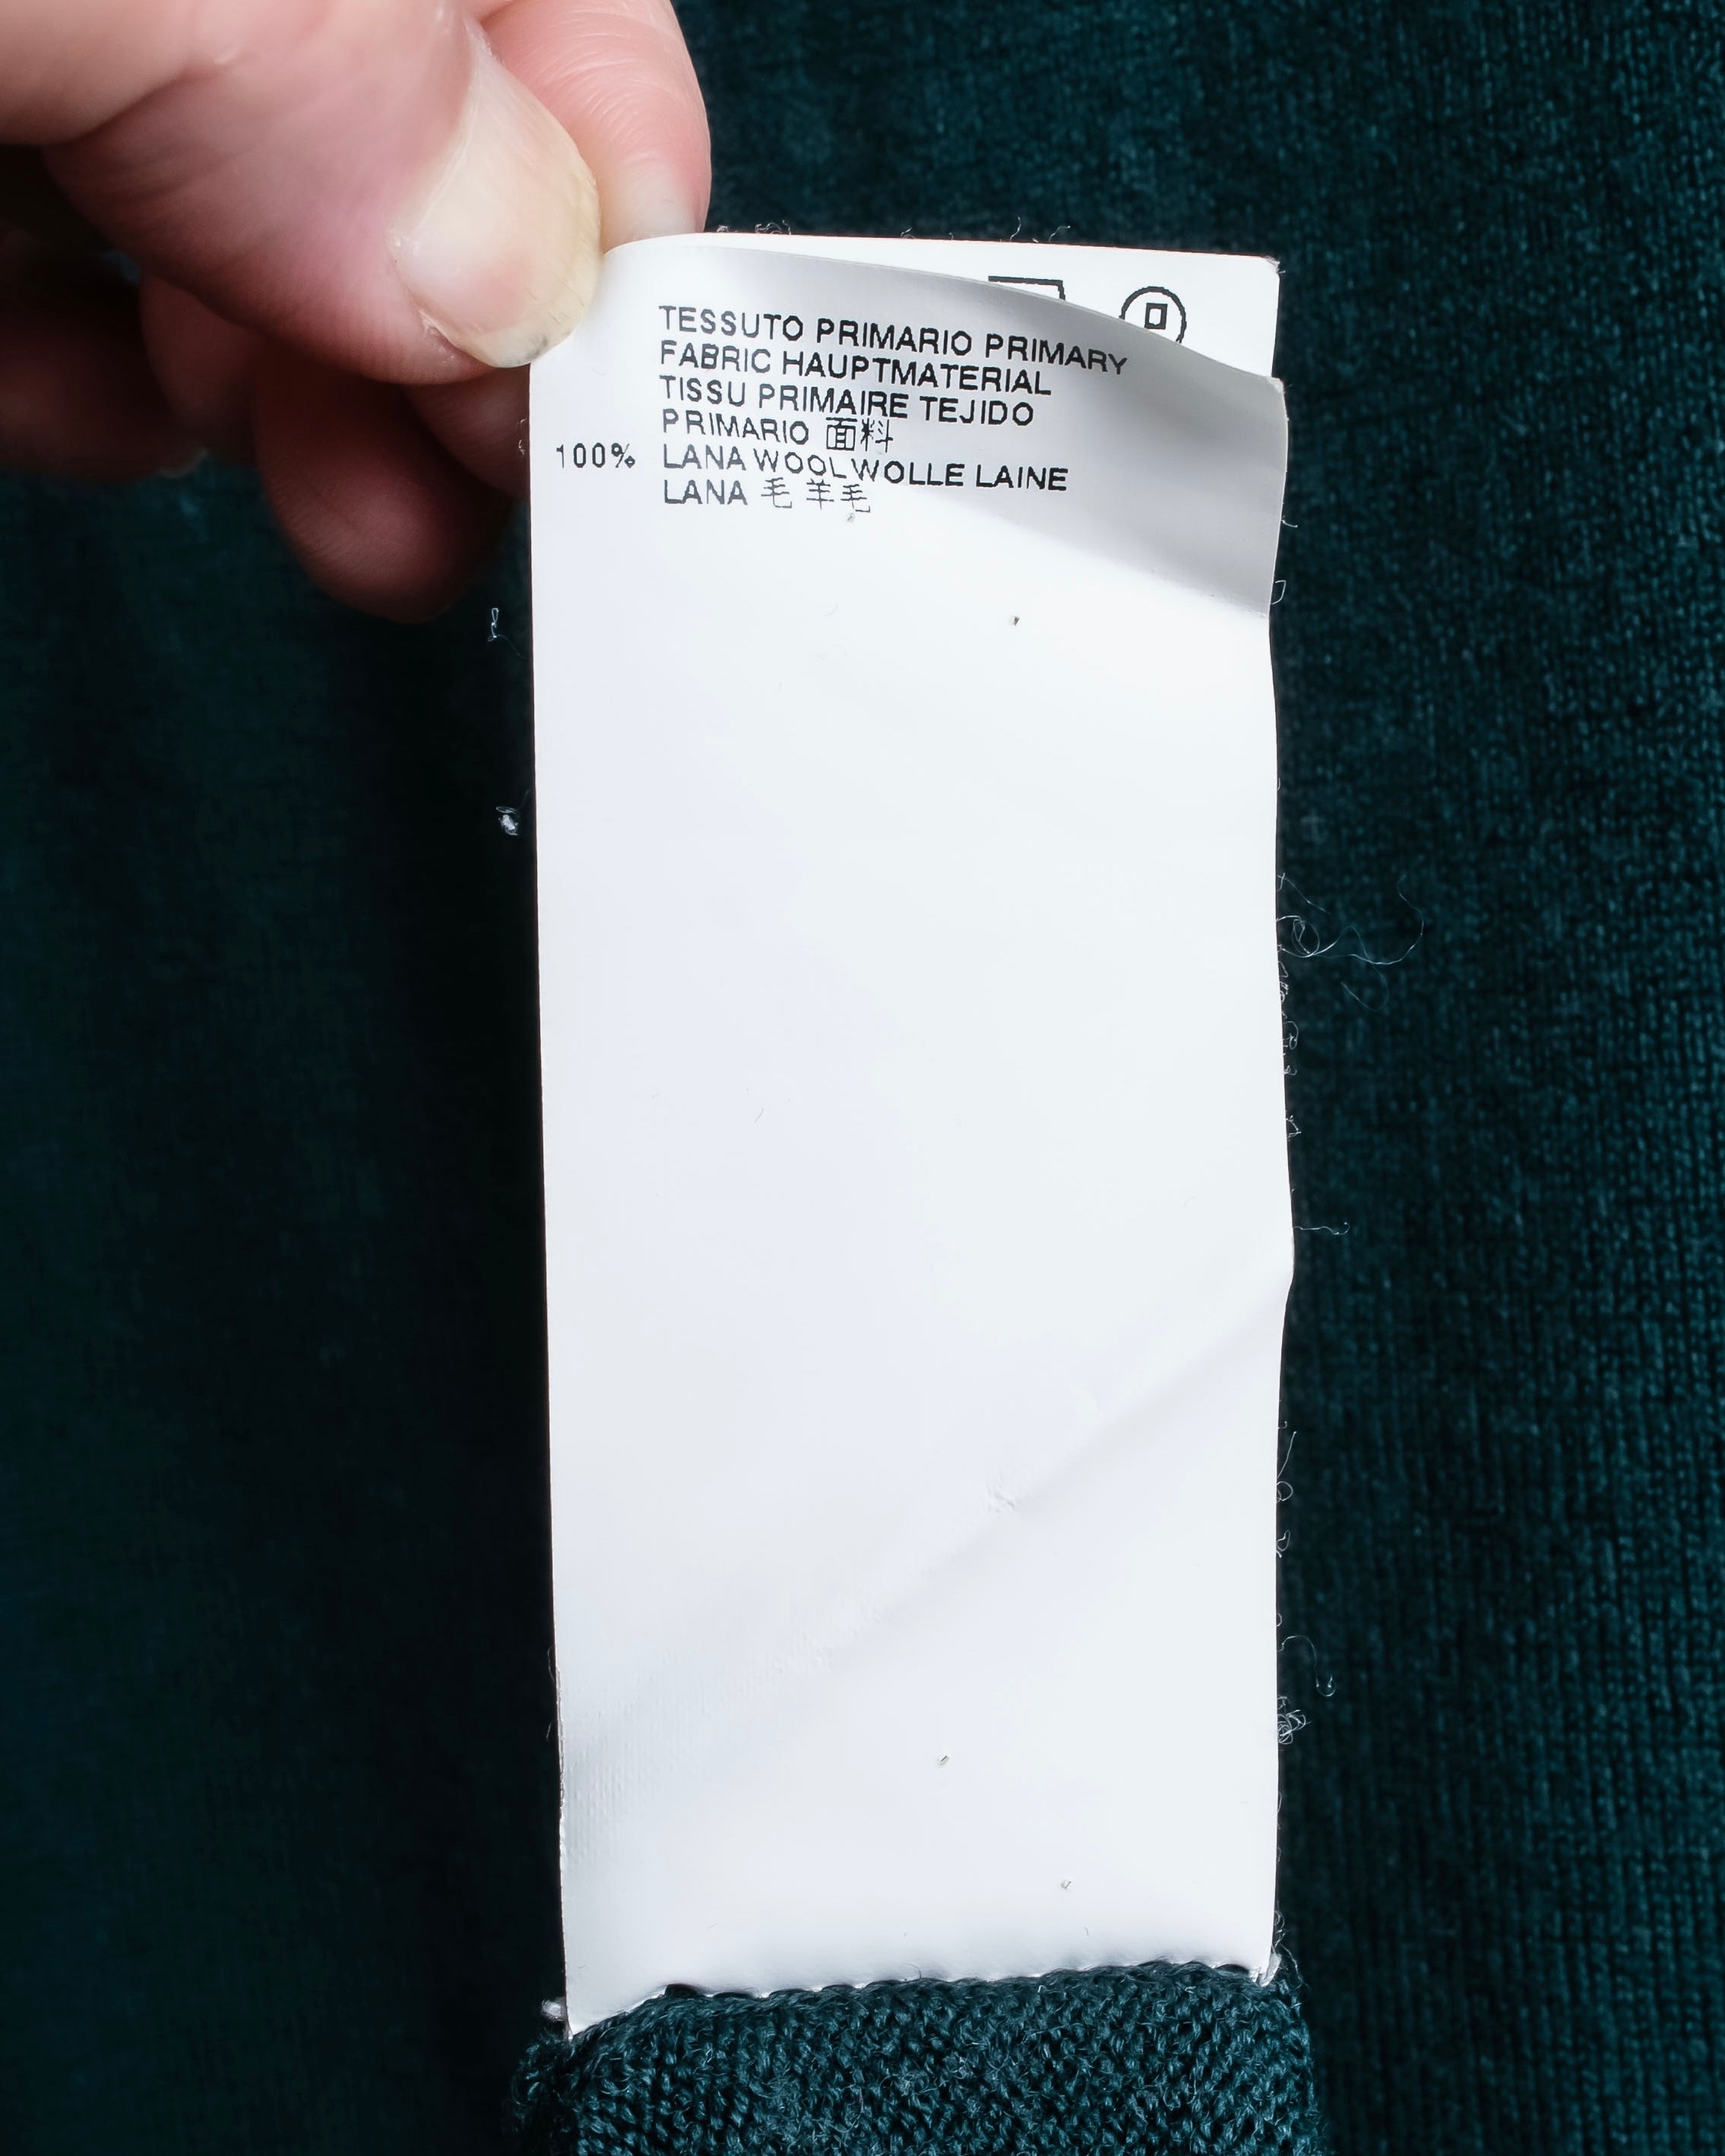 TESSUTO PRIMARIO PRIMARY
FABRIC HAUPTMATERIAL
TISSU PRIMAIRE TEJIDO
PRIMARIO 面料
100% LANA WOOL WOLLE LAINE
LANA 毛 羊毛